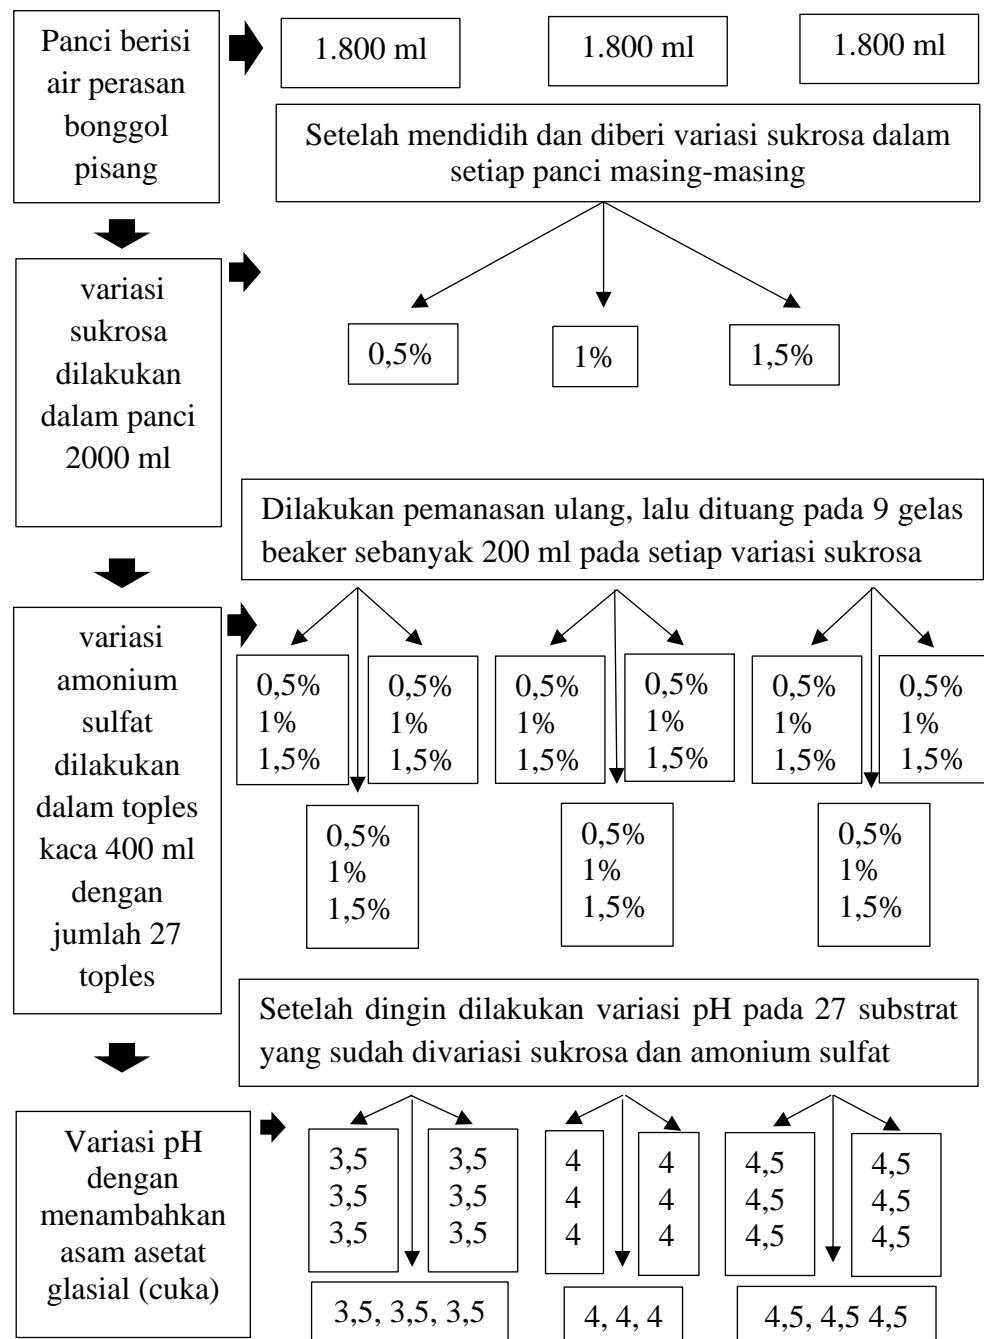 Panci berisi
air perasan
bonggol
pisang
1.800 ml
1.800 ml
1.800 ml
Setelah mendidih dan diberi variasi sukrosa dalam
setiap panci masing-masing
variasi
sukrosa
dilakukan
dalam panci
2000 ml
0,5%
1%
1,5%
Dilakukan pemanasan ulang, lalu dituang pada 9 gelas
beaker sebanyak 200 ml pada setiap variasi sukrosa
variasi
amonium
sulfat
dilakukan
dalam toples
kaca 400 ml
dengan
jumlah 27
toples
0,5%
1%
1,5%
0,5%
1%
1,5%
0,5%
1%
1,5%
0,5%
1%
1,5%
0,5%
1%
1,5%
0,5%
1%
1,5%
0,5%
1%
1,5%
0,5%
1%
1,5%
0,5%
1%
1,5%
Setelah dingin dilakukan variasi pH pada 27 substrat
yang sudah divariasi sukrosa dan amonium sulfat
Variasi pH
dengan
menambahkan
asam asetat
glasial (cuka)
3,5
3,5
3,5
3,5
3,5
3,5
4
4
4
4
4
4
4,5
4,5
4,5
4,5
4,5
4,5
3,5, 3,5, 3,5
4, 4, 4
4,5, 4,5 4,5